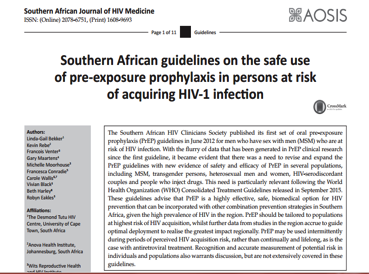 Southern African Journal of HIV Medicine
ISSN: (Online) 2078-6751, (Print) 1608-9693
AOSIS
Page 1 of 11
Guidelines
Southern African guidelines on the safe use
of pre-exposure prophylaxis in persons at risk
of acquiring HIV-1 infection
CrossMark
Authors:
Linda-Gail Bekker¹
Kevin Rebe²
Francois Venter³
Gary Maartens⁴
Michelle Moorhouse³
Francesca Conradie⁵
Carole Wallis⁶,⁷
Vivian Black³
Beth Harley⁸
Robyn Eakles³
Affiliations:
¹The Desmond Tutu HIV
Centre, University of Cape
Town, South Africa
²Anova Health Institute,
Johannesburg, South Africa
³Wits Reproductive Health
The Southern African HIV Clinicians Society published its first set of oral pre-exposure
prophylaxis (PrEP) guidelines in June 2012 for men who have sex with men (MSM) who are at
risk of HIV infection. With the flurry of data that has been generated in PrEP clinical research
since the first guideline, it became evident that there was a need to revise and expand the
PrEP guidelines with new evidence of safety and efficacy of PrEP in several populations,
including MSM, transgender persons, heterosexual men and women, HIV-serodiscordant
couples and people who inject drugs. This need is particularly relevant following the World
Health Organization (WHO) Consolidated Treatment Guidelines released in September 2015.
These guidelines advise that PrEP is a highly effective, safe, biomedical option for HIV
prevention that can be incorporated with other combination prevention strategies in Southern
Africa, given the high prevalence of HIV in the region. PrEP should be tailored to populations
at highest risk of HIV acquisition, whilst further data from studies in the region accrue to guide
optimal deployment to realise the greatest impact regionally. PrEP may be used intermittently
during periods of perceived HIV acquisition risk, rather than continually and lifelong, as is the
case with antiretroviral treatment. Recognition and accurate measurement of potential risk in
individuals and populations also warrants discussion, but are not extensively covered in these
guidelines.